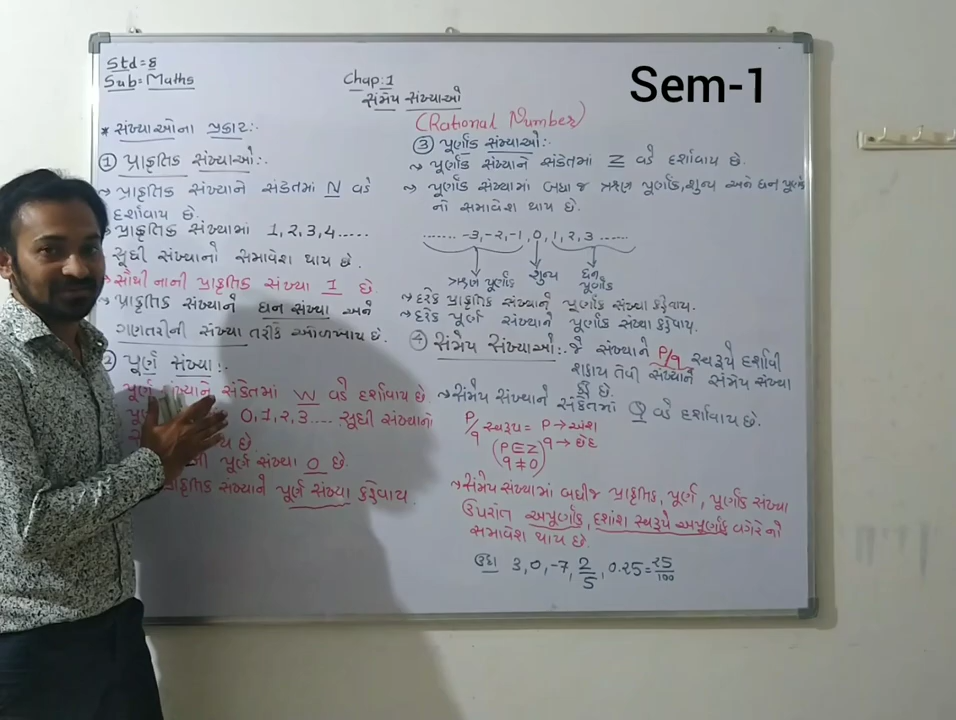 Std = 8
Sub = Maths
Chap:1
સંમેય સંખ્યાઓ
Sem-1
(Rational Number)
* સંખ્યાઓના પ્રકાર:-
① પ્રાકૃતિક સંખ્યાઓ:-
→ પ્રાકૃતિક સંખ્યાને સંકેતમાં N વડે
દર્શાવાય છે.
→ પ્રાકૃતિક સંખ્યામાં 1, 2, 3, 4.....
સુધી સંખ્યાનો સમાવેશ થાય છે.
→ સૌથી નાની પ્રાકૃતિક સંખ્યા 1 છે.
→ પ્રાકૃતિક સંખ્યાને ધન સંખ્યા અને
ગણતરીની સંખ્યા તરીકે ઓળખાય છે.
② પૂર્ણ સંખ્યા:-
પૂર્ણ સંખ્યાને સંકેતમાં W વડે દર્શાવાય છે.
0, 1, 2, 3.... સુધી સંખ્યાનો
છે.
પૂર્ણ સંખ્યા 0 છે.
પ્રાકૃતિક સંખ્યાને પૂર્ણ સંખ્યા કહેવાય.
③ પૂર્ણાંક સંખ્યાઓ:-
→ પૂર્ણાંક સંખ્યાને સંકેતમાં Z વડે દર્શાવાય છે.
→ પૂર્ણાંક સંખ્યામાં બધા જ ઋણ પૂર્ણાંક, શુન્ય અને ધન પૂર્ણાંક
નો સમાવેશ થાય છે.
....... -3, -2, -1, 0, 1, 2, 3 .......
ઋણ પૂર્ણાંક શુન્ય ધન પૂર્ણાંક
→ દરેક પ્રાકૃતિક સંખ્યાને પૂર્ણાંક સંખ્યા કહેવાય.
→ દરેક પૂર્ણ સંખ્યાને પૂર્ણાંક સંખ્યા કહેવાય.
④ સંમેય સંખ્યાઓ:- જે સંખ્યાને P/q સ્વરૂપે દર્શાવી
શકાય તેવી સંખ્યાને સંમેય સંખ્યા
કહે છે.
→ સંમેય સંખ્યાને સંકેતમાં Q વડે દર્શાવાય છે.
P/q સ્વરૂપ = P → અંશ
q → છેદ
(P∈Z
q≠0)
→ સંમેય સંખ્યામાં બધીજ પ્રાકૃતિક, પૂર્ણ, પૂર્ણાંક સંખ્યા
ઉપરાંત અપૂર્ણાંક, દશાંશ સ્વરૂપે અપૂર્ણાંક વગેરે નો
સમાવેશ થાય છે.
ઉદા 3, 0, -7, 2/5, 0.25 = 25/100